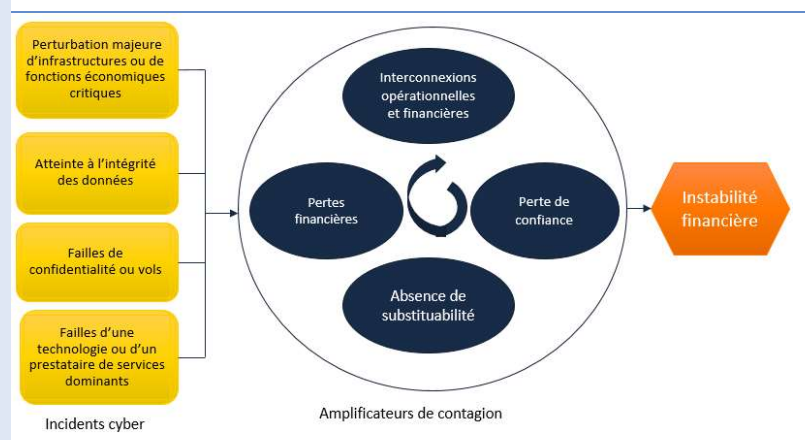 Perturbation majeure
d’infrastructures ou de
fonctions économiques
critiques
Atteinte à l’intégrité
des données
Failles de
confidentialité ou vols
Failles d’une
technologie ou d’un
prestataire de services
dominants
Incidents cyber
Interconnexions
opérationnelles
et financières
Pertes
financières
Perte de
confiance
Absence de
substituabilité
Amplificateurs de contagion
Instabilité
financière